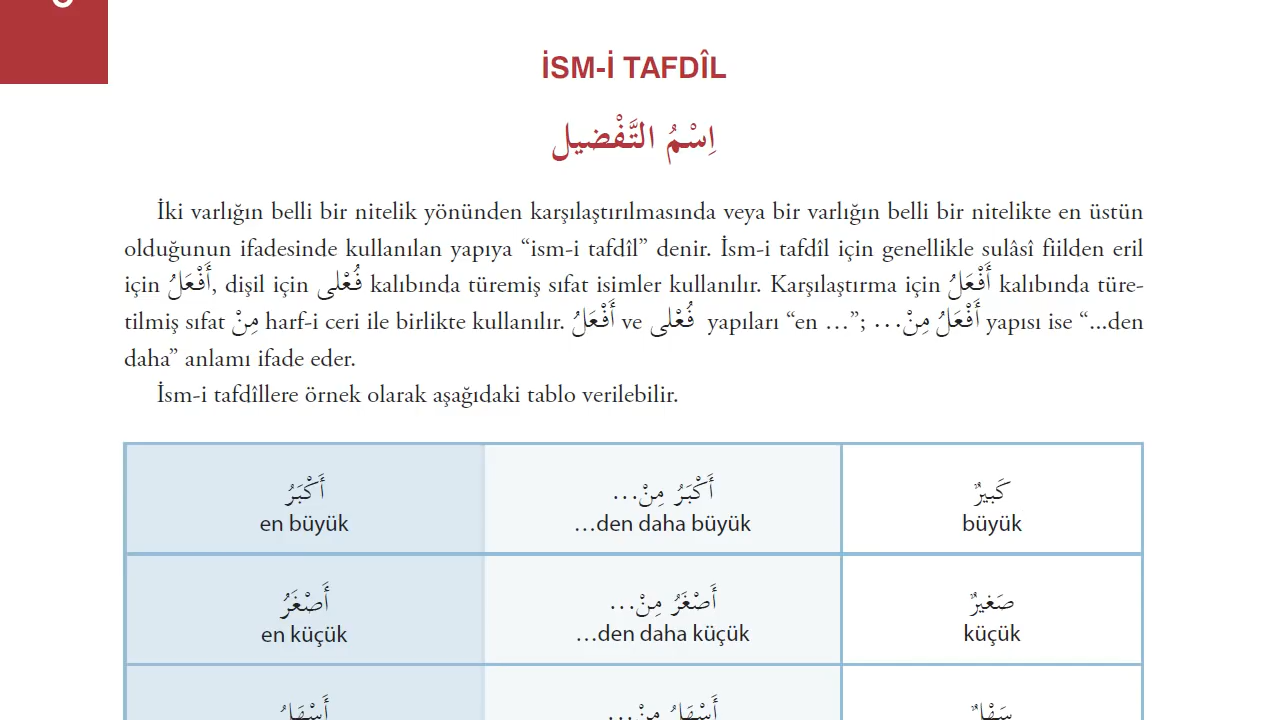 İSM-İ TAFDÎL
اِسْمُ التَّفْضيل
İki varlığın belli bir nitelik yönünden karşılaştırılmasında veya bir varlığın belli bir nitelikte en üstün
olduğunun ifadesinde kullanılan yapıya “ism-i tafdîl” denir. İsm-i tafdîl için genellikle sulâsî fiilden eril
için أَفْعَلُ, dişil için فُعْلى kalıbında türemiş sıfat isimler kullanılır. Karşılaştırma için أَفْعَلُ kalıbında türe-
tilmiş sıfat مِنْ harf-i ceri ile birlikte kullanılır. أَفْعَلُ ve فُعْلى yapıları “en …”; أَفْعَلُ مِنْ... yapısı ise “...den
daha” anlamı ifade eder.
İsm-i tafdîllere örnek olarak aşağıdaki tablo verilebilir.
أَكْبَرُ
en büyük
أَكْبَرُ مِنْ...
…den daha büyük
كَبيرٌ
büyük
أَصْغَرُ
en küçük
أَصْغَرُ مِنْ...
…den daha küçük
صَغيرٌ
küçük
أَسْهَلُ
أَسْهَلُ مِنْ...
سَهْلٌ